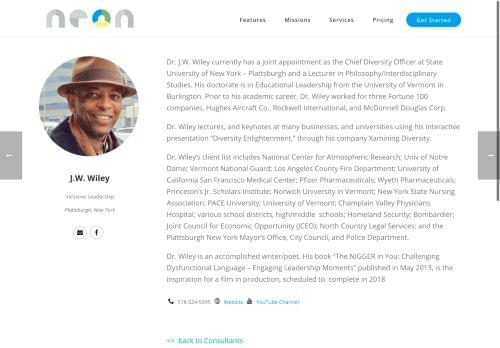 neon
Features Missions Services Pricing Get Started
Dr. J.W. Wiley currently has a joint appointment as the Chief Diversity Officer at State
University of New York – Plattsburgh and a Lecturer in Philosophy/Interdisciplinary
Studies. His doctorate is in Educational Leadership from the University of Vermont in
Burlington. Prior to his academic career, Dr. Wiley worked for three Fortune 100
companies, Hughes Aircraft Co., Rockwell International, and McDonnell Douglas Corp.
Dr. Wiley lectures, and keynotes at many businesses, and universities using his interactive
presentation "Diversity Enlightenment," through his company Xamining Diversity.
Dr. Wiley's client list includes National Center for Atmospheric Research; Univ of Notre
Dame; Vermont National Guard; Los Angeles County Fire Department; University of
California San Francisco Medical Center; Pfizer Pharmaceuticals; Wyeth Pharmaceuticals;
Princeton's Jr. Scholars Institute; Norwich University in Vermont; New York State Nursing
Association; PACE University; University of Vermont; Champlain Valley Physicians
Hospital; various school districts, high/middle schools; Homeland Security; Bombardier;
Joint Council for Economic Opportunity (JCEO); North Country Legal Services; and the
Plattsburgh New York Mayor's Office, City Council, and Police Department.
Dr. Wiley is an accomplished writer/poet. His book "The NIGGER in You: Challenging
Dysfunctional Language – Engaging Leadership Moments" published in May 2013, is the
inspiration for a film in production, scheduled to complete in 2018
518-524-5995 Website YouTube Channel
<< back to Consultants
J.W. Wiley
Inclusive Leadership
Plattsburgh, New York